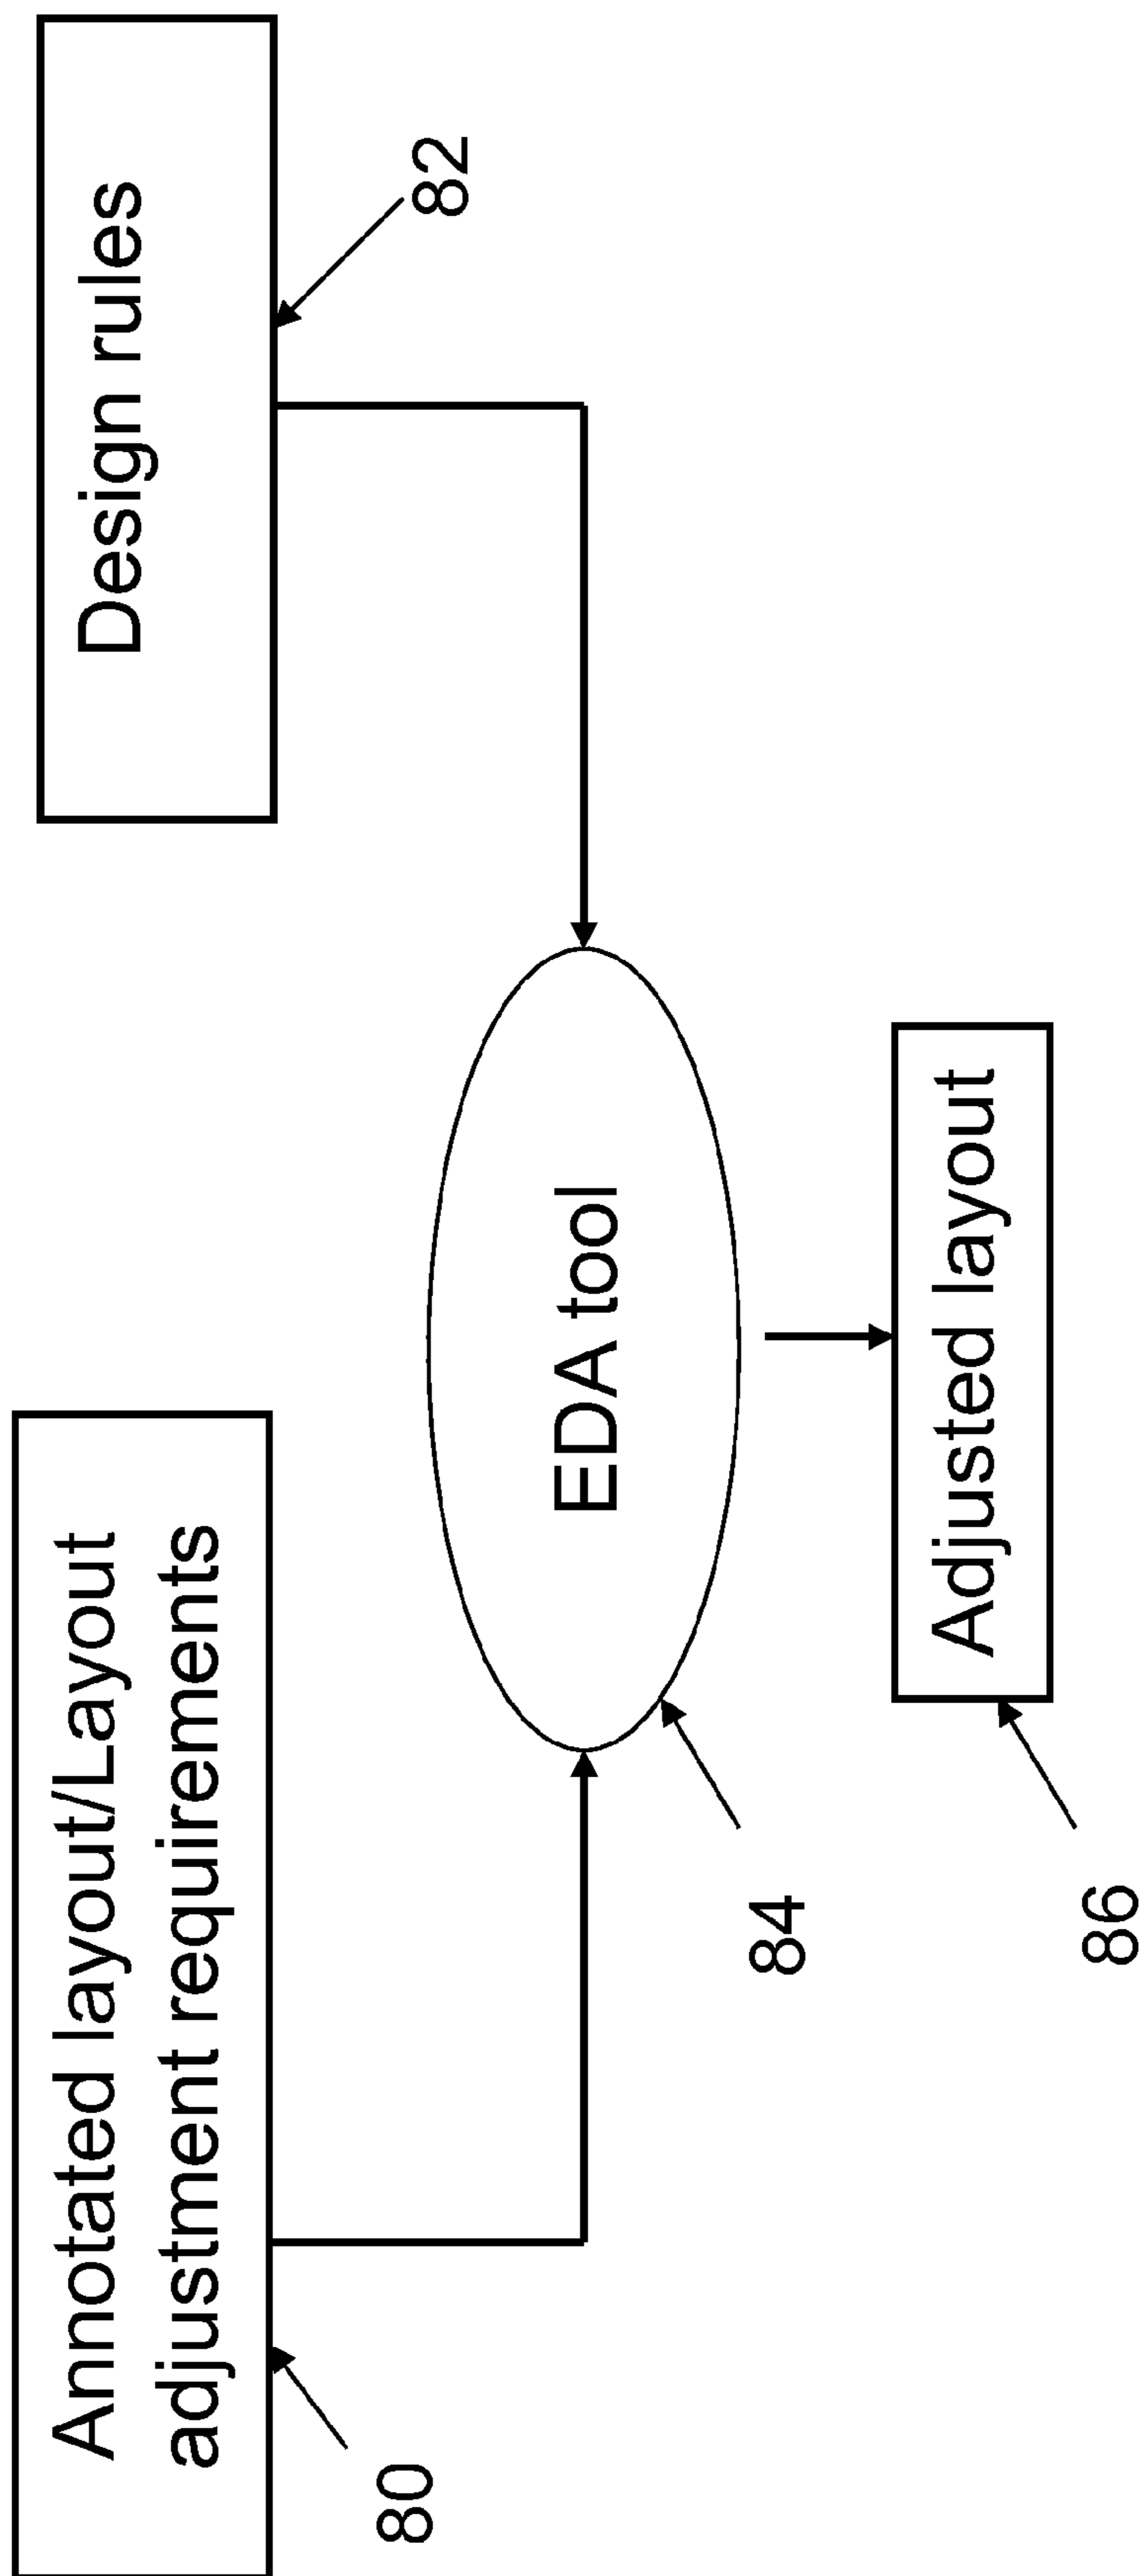 Annotated layout/Layout
adjustment requirements
Design rules
80
82
EDA tool
84
Adjusted layout
86